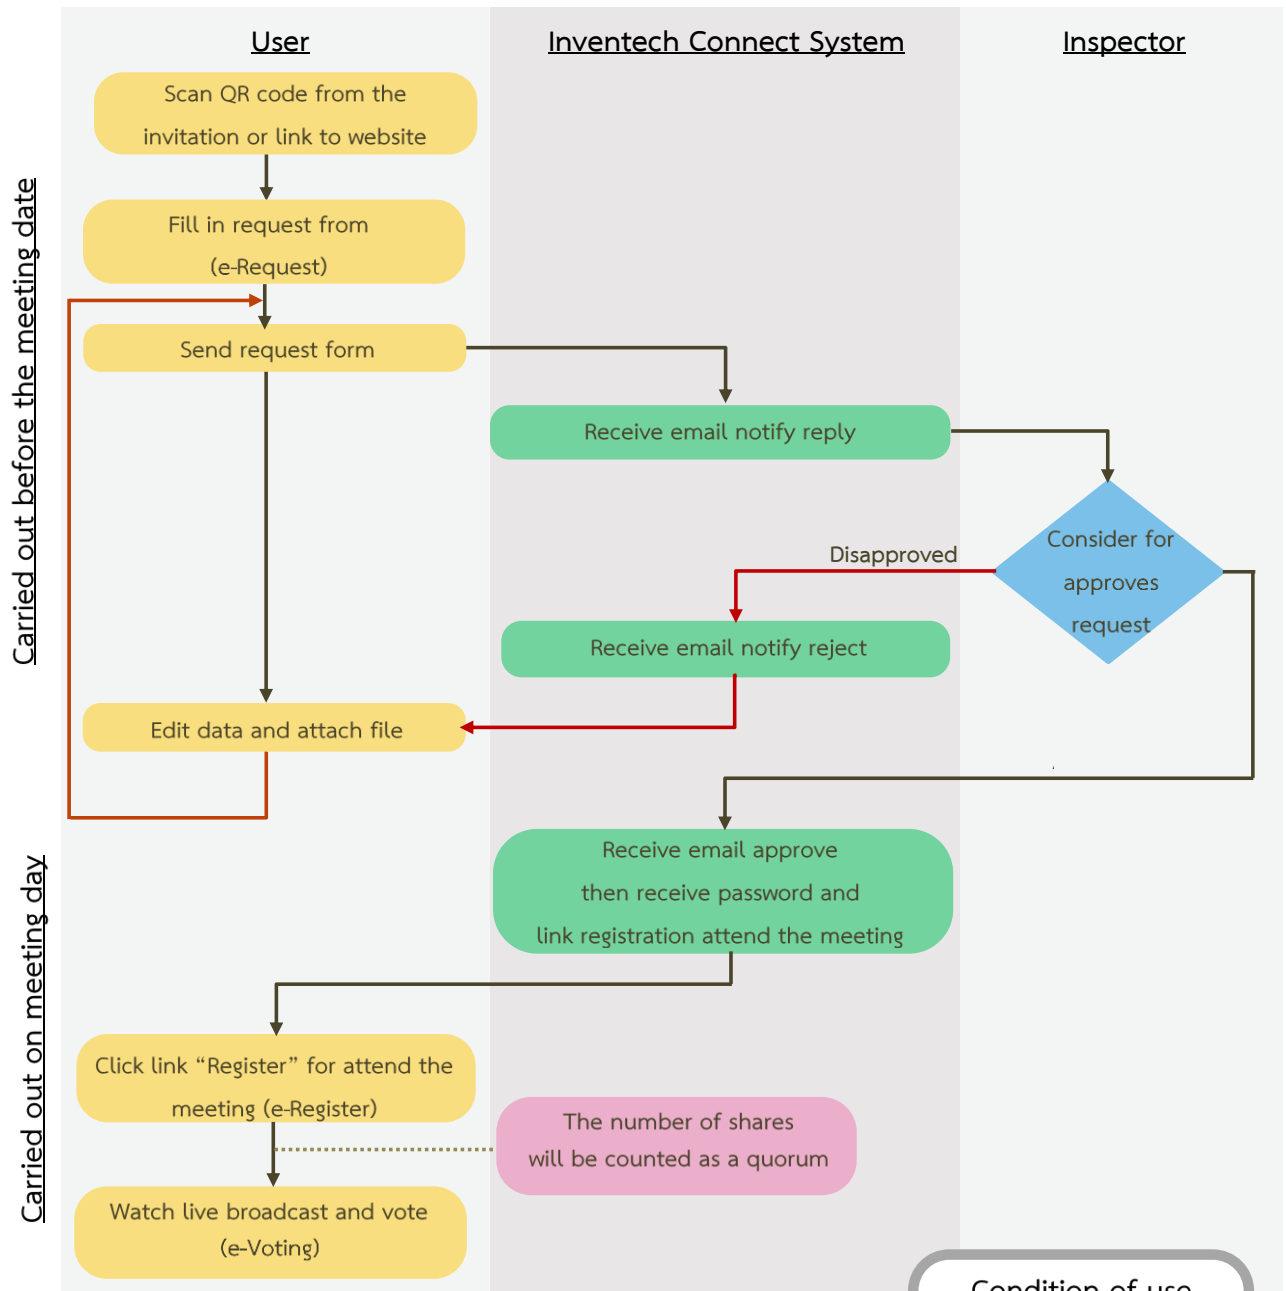 User
Inventech Connect System
Inspector
Carried out before the meeting date
Scan QR code from the
invitation or link to website
Fill in request from
(e-Request)
Send request form
Receive email notify reply
Consider for
approves
request
Disapproved
Receive email notify reject
Edit data and attach file
Carried out on meeting day
Receive email approve
then receive password and
link registration attend the meeting
Click link “Register” for attend the
meeting (e-Register)
The number of shares
will be counted as a quorum
Watch live broadcast and vote
(e-Voting)
Condition of use